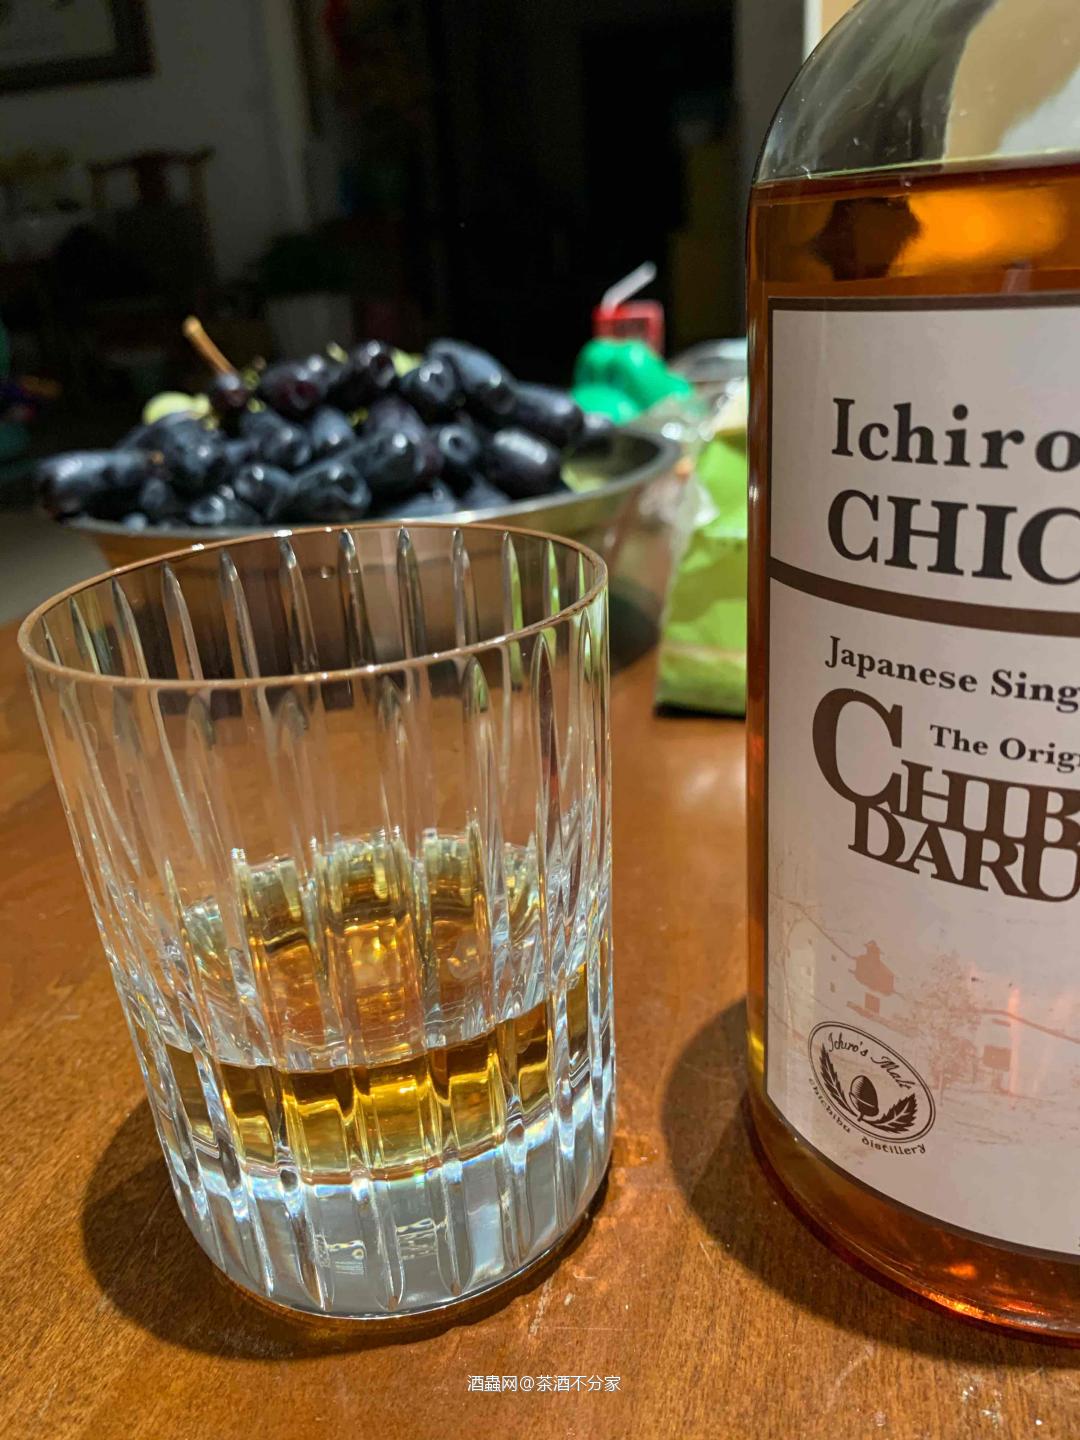 Ichiro
CHIC
Japanese Sing
The Orig
CHIB
DARU
Ichiro's Malt
chichibu distillery
酒蟲网@茶酒不分家